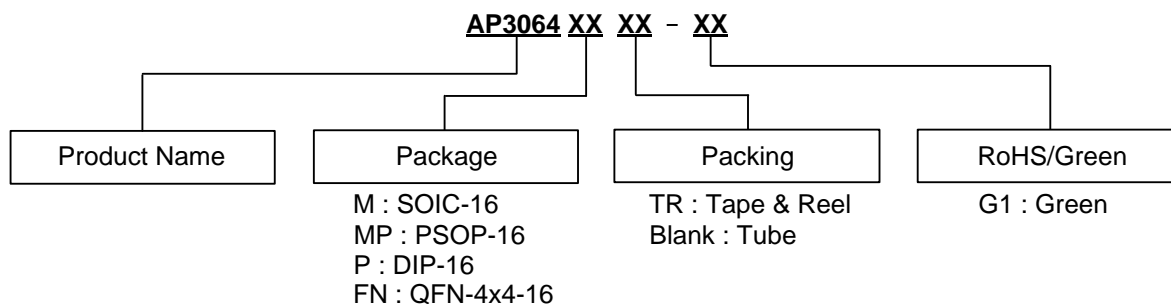 AP3064 XX XX - XX
Product Name
Package
Packing
RoHS/Green
M : SOIC-16
MP : PSOP-16
P : DIP-16
FN : QFN-4x4-16
TR : Tape & Reel
Blank : Tube
G1 : Green